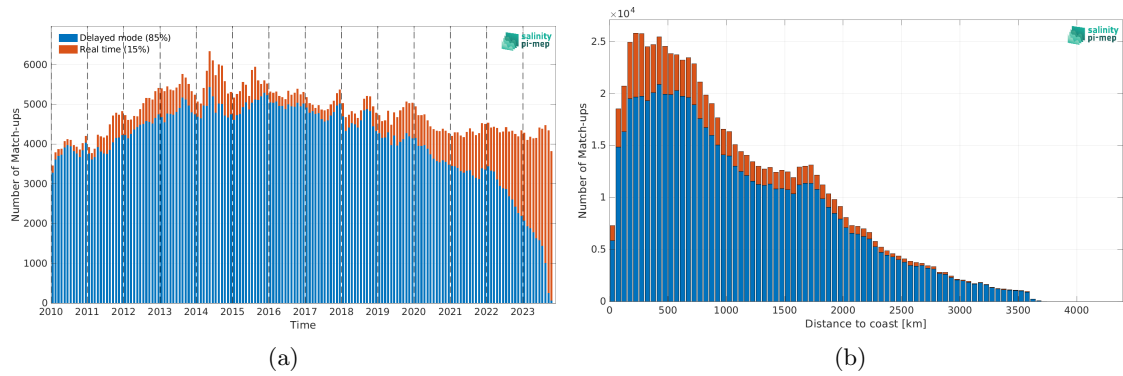 Delayed mode (85%)
Real time (15%)
salinity
pi-mep
Number of Match-ups
6000
5000
4000
3000
2000
1000
0
2010 2011 2012 2013 2014 2015 2016 2017 2018 2019 2020 2021 2022 2023
Time
(a)
×10⁴
salinity
pi-mep
Number of Match-ups
2.5
2
1.5
1
0.5
0
0 500 1000 1500 2000 2500 3000 3500 4000
Distance to coast [km]
(b)